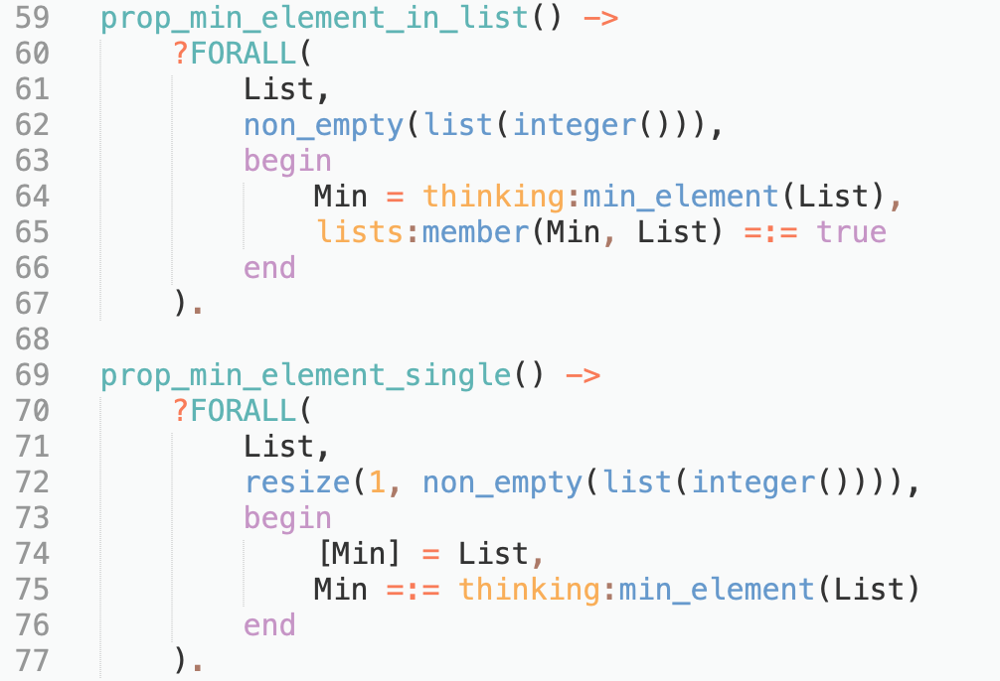 59 prop_min_element_in_list() ->
60     ?FORALL(
61         List,
62         non_empty(list(integer())),
63         begin
64             Min = thinking:min_element(List),
65             lists:member(Min, List) =:= true
66         end
67     ).
68
69 prop_min_element_single() ->
70     ?FORALL(
71         List,
72         resize(1, non_empty(list(integer()))),
73         begin
74             [Min] = List,
75             Min =:= thinking:min_element(List)
76         end
77     ).